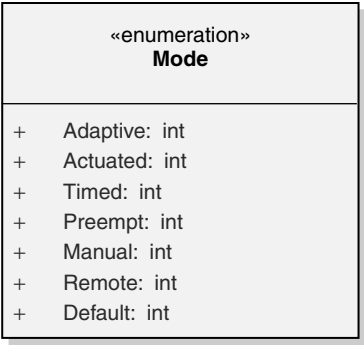 «enumeration»
Mode
+ Adaptive: int
+ Actuated: int
+ Timed: int
+ Preempt: int
+ Manual: int
+ Remote: int
+ Default: int